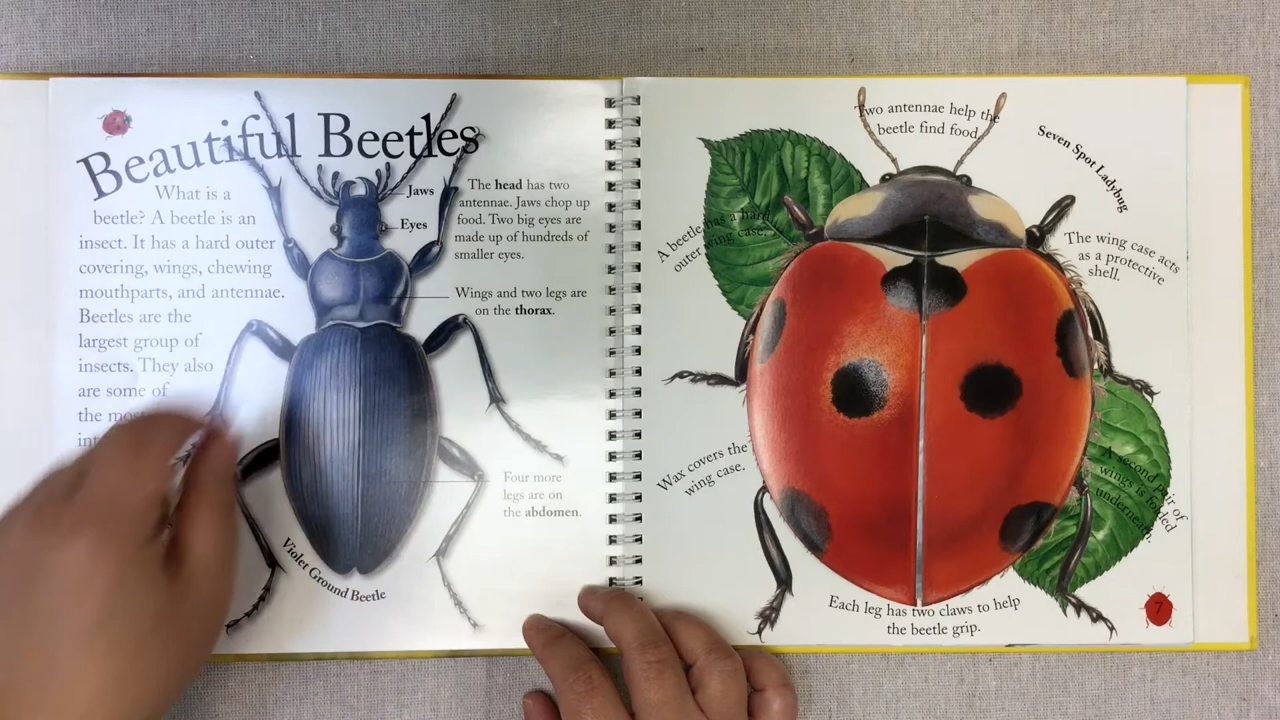 Beautiful Beetles
What is a
beetle? A beetle is an
insect. It has a hard outer
covering, wings, chewing
mouthparts, and antennae.
Beetles are the
largest group of
insects. They also
are some of
the most
Jaws
Eyes
The head has two
antennae. Jaws chop up
food. Two big eyes are
made up of hundreds of
smaller eyes.
Wings and two legs are
on the thorax.
Four more
legs are on
the abdomen.
Violet Ground Beetle
Two antennae help the
beetle find food.
Seven Spot Ladybug
A beetle has a hard
outer wing case.
The wing case acts
as a protective
shell.
Wax covers the
wing case.
A second pair of
wings is folded
underneath.
Each leg has two claws to help
the beetle grip.
7